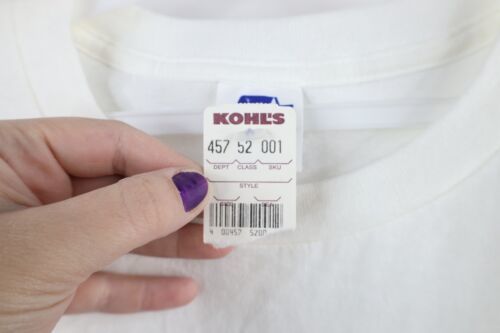 KOHL'S
457 52 001
DEPT CLASS SKU
STYLE
4 00457 5200